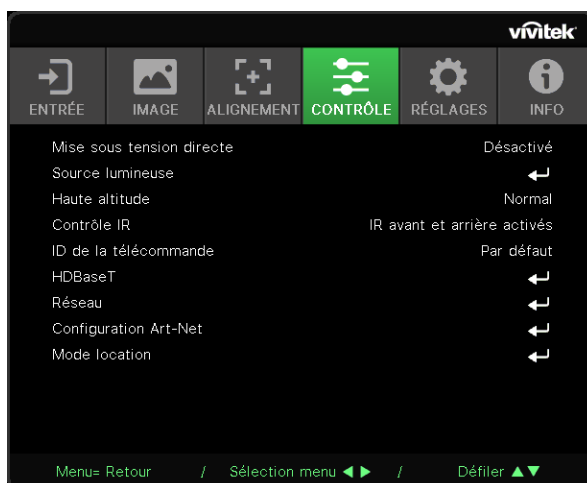 vivitek
ENTRÉE IMAGE ALIGNEMENT CONTRÔLE RÉGLAGES INFO
Mise sous tension directe Désactivé
Source lumineuse
Haute altitude Normal
Contrôle IR IR avant et arrière activés
ID de la télécommande Par défaut
HDBaseT
Réseau
Configuration Art-Net
Mode location
Menu= Retour / Sélection menu ◀ ▶ / Défiler ▲▼